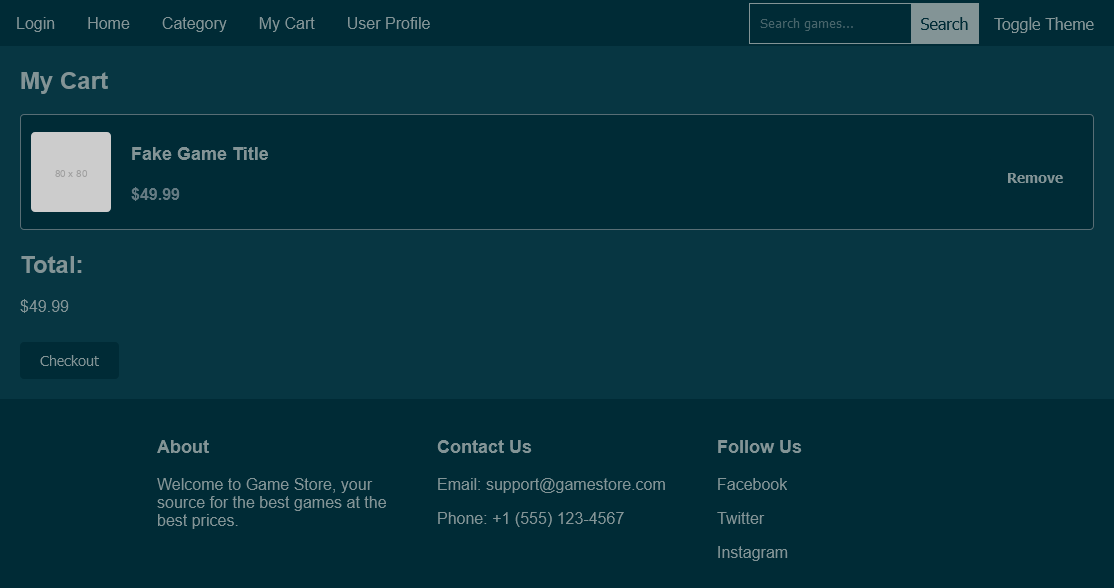 Login Home Category My Cart User Profile Search games... Search Toggle Theme
My Cart
80 x 80
Fake Game Title
$49.99
Remove
Total:
$49.99
Checkout
About
Welcome to Game Store, your
source for the best games at the
best prices.
Contact Us
Email: support@gamestore.com
Phone: +1 (555) 123-4567
Follow Us
Facebook
Twitter
Instagram